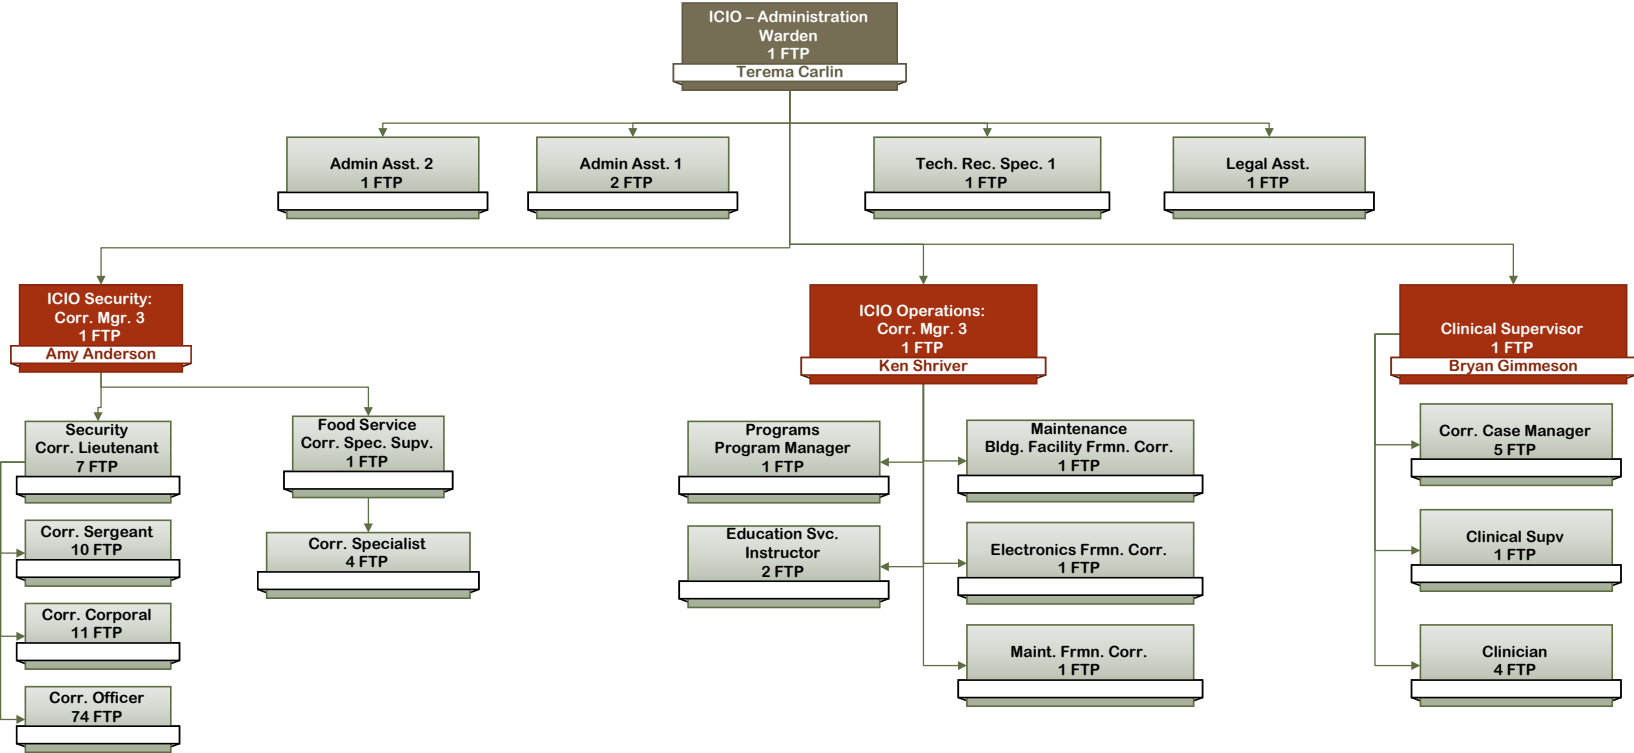 ICIO – Administration
Warden
1 FTP
Terema Carlin
Admin Asst. 2
1 FTP
Admin Asst. 1
2 FTP
Tech. Rec. Spec. 1
1 FTP
Legal Asst.
1 FTP
ICIO Security:
Corr. Mgr. 3
1 FTP
Amy Anderson
ICIO Operations:
Corr. Mgr. 3
1 FTP
Ken Shriver
Clinical Supervisor
1 FTP
Bryan Gimmeson
Security
Corr. Lieutenant
7 FTP
Corr. Sergeant
10 FTP
Corr. Corporal
11 FTP
Corr. Officer
74 FTP
Food Service
Corr. Spec. Supv.
1 FTP
Corr. Specialist
4 FTP
Programs
Program Manager
1 FTP
Education Svc.
Instructor
2 FTP
Maintenance
Bldg. Facility Frmn. Corr.
1 FTP
Electronics Frmn. Corr.
1 FTP
Maint. Frmn. Corr.
1 FTP
Corr. Case Manager
5 FTP
Clinical Supv
1 FTP
Clinician
4 FTP